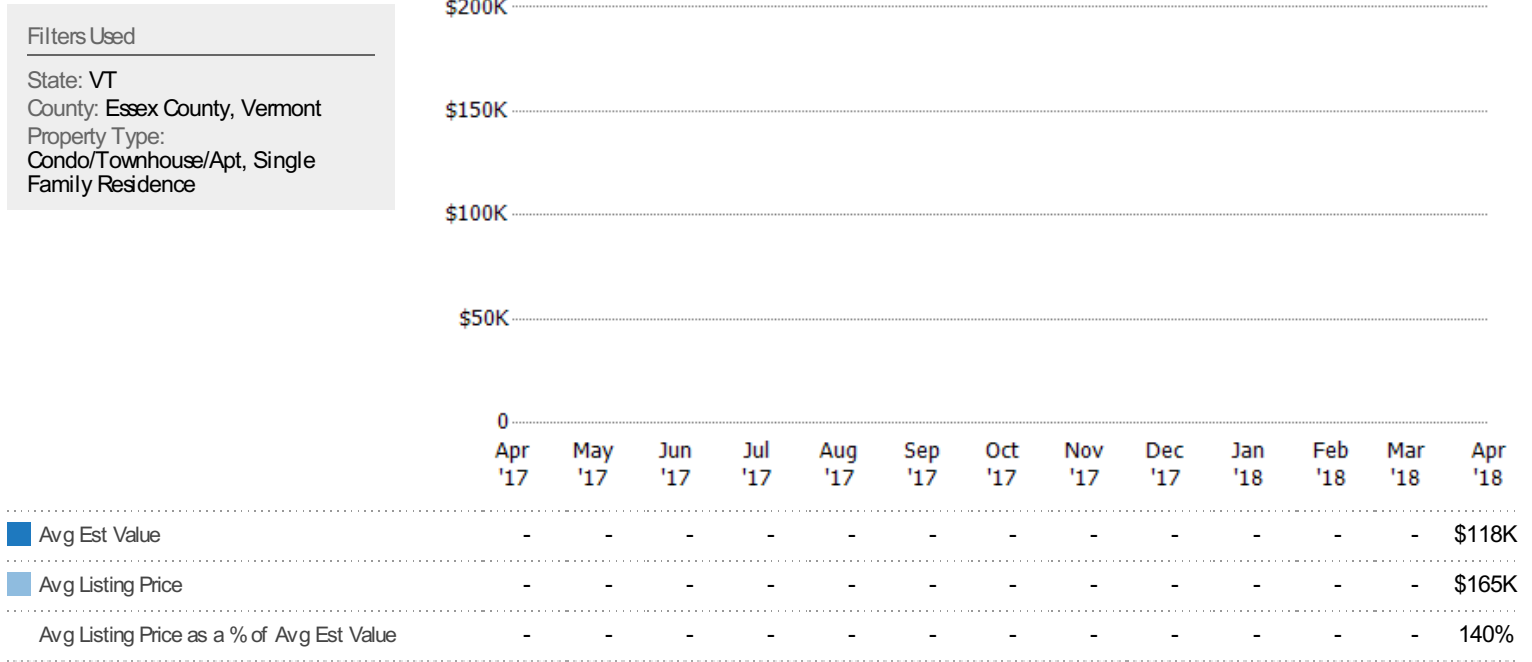 Filters Used
State: VT
County: Essex County, Vermont
Property Type:
Condo/Townhouse/Apt, Single
Family Residence
$200K
$150K
$100K
$50K
0
Apr May Jun Jul Aug Sep Oct Nov Dec Jan Feb Mar Apr
'17 '17 '17 '17 '17 '17 '17 '17 '17 '18 '18 '18 '18
Avg Est Value - - - - - - - - - - - - $118K
Avg Listing Price - - - - - - - - - - - - $165K
Avg Listing Price as a % of Avg Est Value - - - - - - - - - - - - 140%